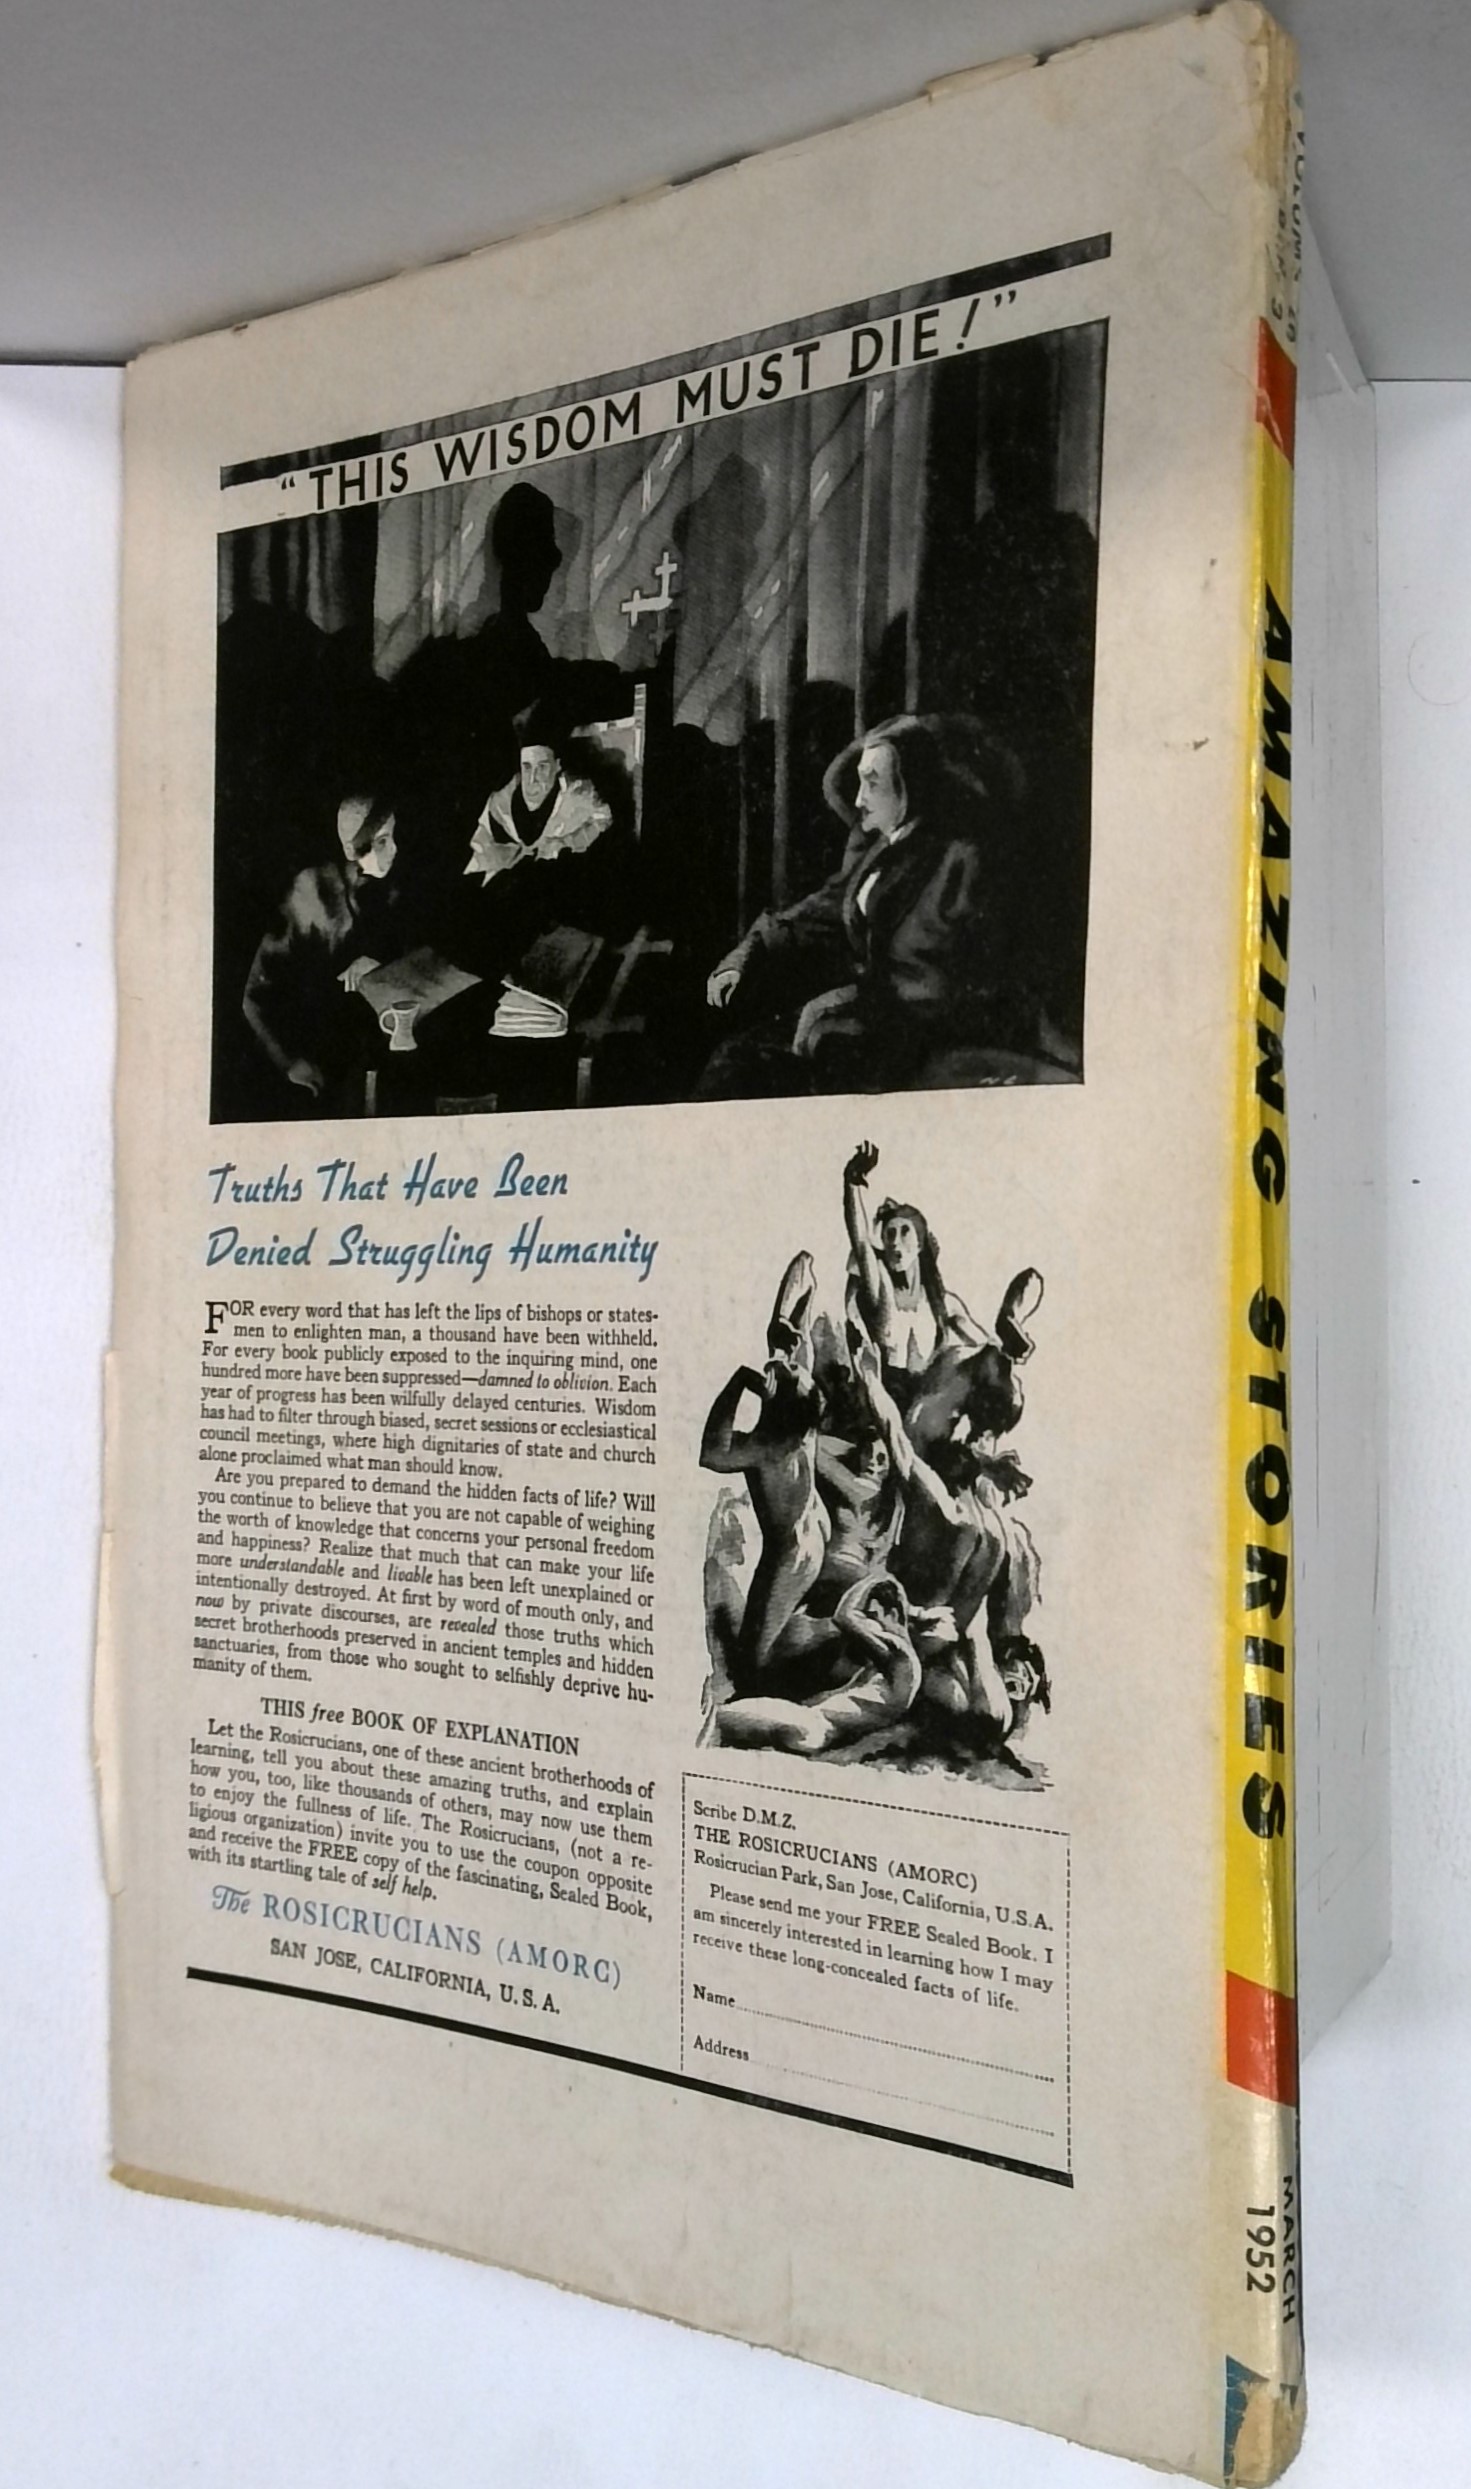 "THIS WISDOM MUST DIE!"
Truths That Have Been
Denied Struggling Humanity
FOR every word that has left the lips of bishops or states-
men to enlighten man, a thousand have been withheld.
For every book publicly exposed to the inquiring mind, one
hundred more have been suppressed—damned to oblivion. Each
year of progress has been wilfully delayed centuries. Wisdom
has had to filter through biased, secret sessions or ecclesiastical
council meetings, where high dignitaries of state and church
alone proclaimed what man should know.
Are you prepared to demand the hidden facts of life? Will
you continue to believe that you are not capable of weighing
the worth of knowledge that concerns your personal freedom
and happiness? Realize that much that can make your life
more understandable and livable has been left unexplained or
intentionally destroyed. At first by word of mouth only, and
now by private discourses, are revealed those truths which
secret brotherhoods preserved in ancient temples and hidden
sanctuaries, from those who sought to selfishly deprive hu-
manity of them.
THIS free BOOK OF EXPLANATION
Let the Rosicrucians, one of these ancient brotherhoods of
learning, tell you about these amazing truths, and explain
how you, too, like thousands of others, may now use them
to enjoy the fullness of life. The Rosicrucians, (not a re-
ligious organization) invite you to use the coupon opposite
and receive the FREE copy of the fascinating, Sealed Book,
with its startling tale of self help.
The ROSICRUCIANS (AMORC)
SAN JOSE, CALIFORNIA, U.S.A.
Scribe D.M.Z.
THE ROSICRUCIANS (AMORC)
Rosicrucian Park, San Jose, California, U.S.A.
Please send me your FREE Sealed Book. I
am sincerely interested in learning how I may
receive these long-concealed facts of life.
Name
Address
AMAZING STORIES
MARCH
1952